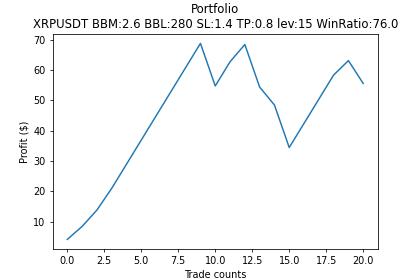 Portfolio
XRPUSDT BBM:2.6 BBL:280 SL:1.4 TP:0.8 lev:15 WinRatio:76.0
70
60
50
40
30
20
10
Profit ($)
0.0 2.5 5.0 7.5 10.0 12.5 15.0 17.5 20.0
Trade counts